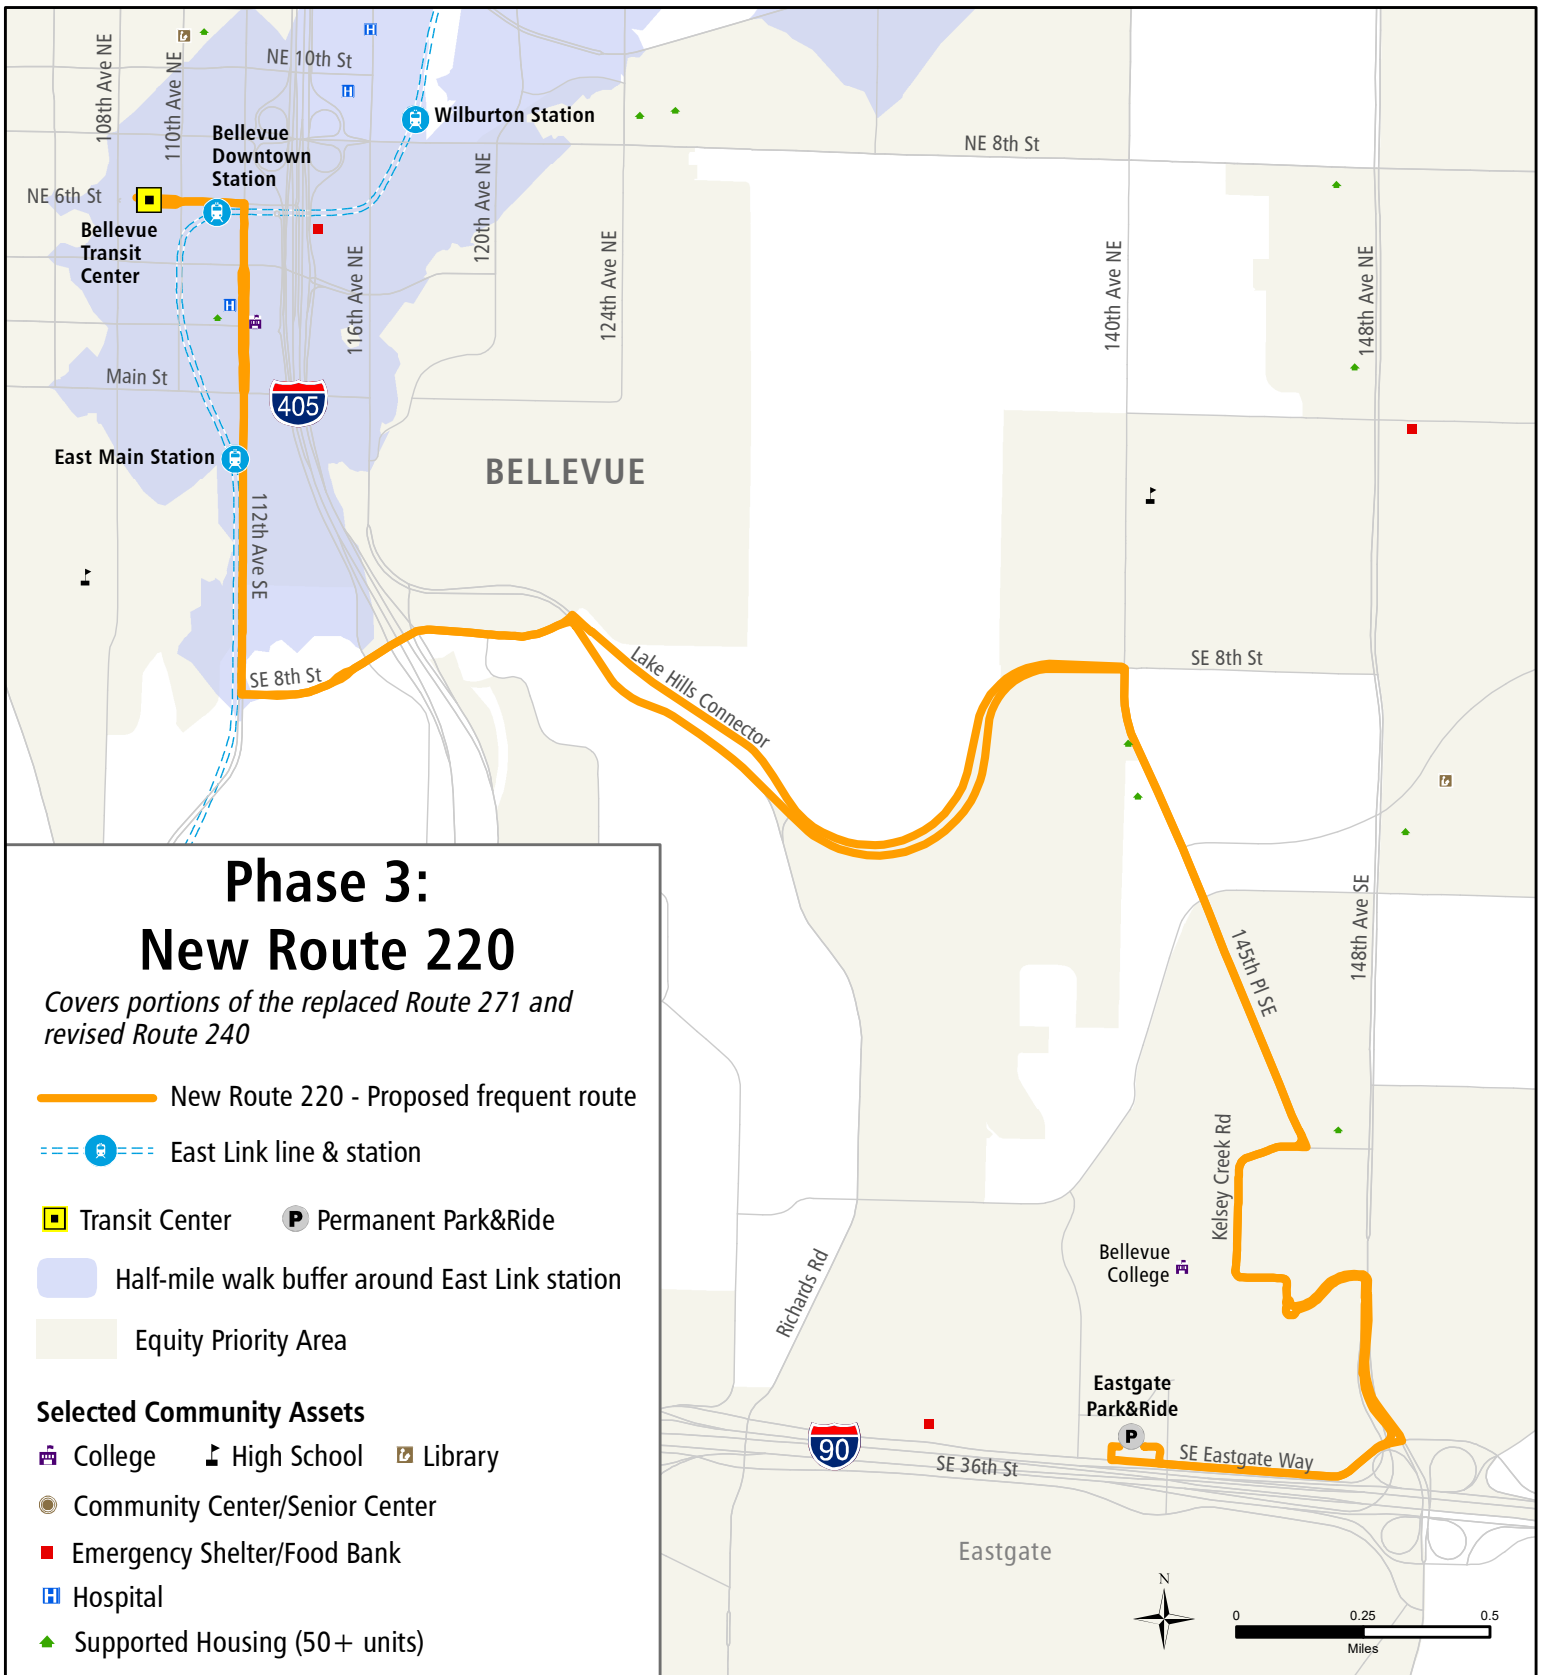 108th Ave NE
110th Ave NE
NE 10th St
H
H
Wilburton Station
Bellevue
Downtown
Station
NE 8th St
NE 6th St
Bellevue
Transit
Center
120th Ave NE
116th Ave NE
124th Ave NE
140th Ave NE
148th Ave NE
H
Main St
405
East Main Station
BELLEVUE
112th Ave SE
SE 8th St
Lake Hills Connector
SE 8th St
148th Ave SE
145th Pl SE
Kelsey Creek Rd
Bellevue
College
Richards Rd
Eastgate
Park&Ride
P
SE Eastgate Way
90
SE 36th St
Eastgate
N
0 0.25 0.5
Miles
Phase 3:
New Route 220
Covers portions of the replaced Route 271 and
revised Route 240
New Route 220 - Proposed frequent route
East Link line & station
Transit Center
P Permanent Park&Ride
Half-mile walk buffer around East Link station
Equity Priority Area
Selected Community Assets
College
High School
Library
Community Center/Senior Center
Emergency Shelter/Food Bank
H Hospital
Supported Housing (50+ units)